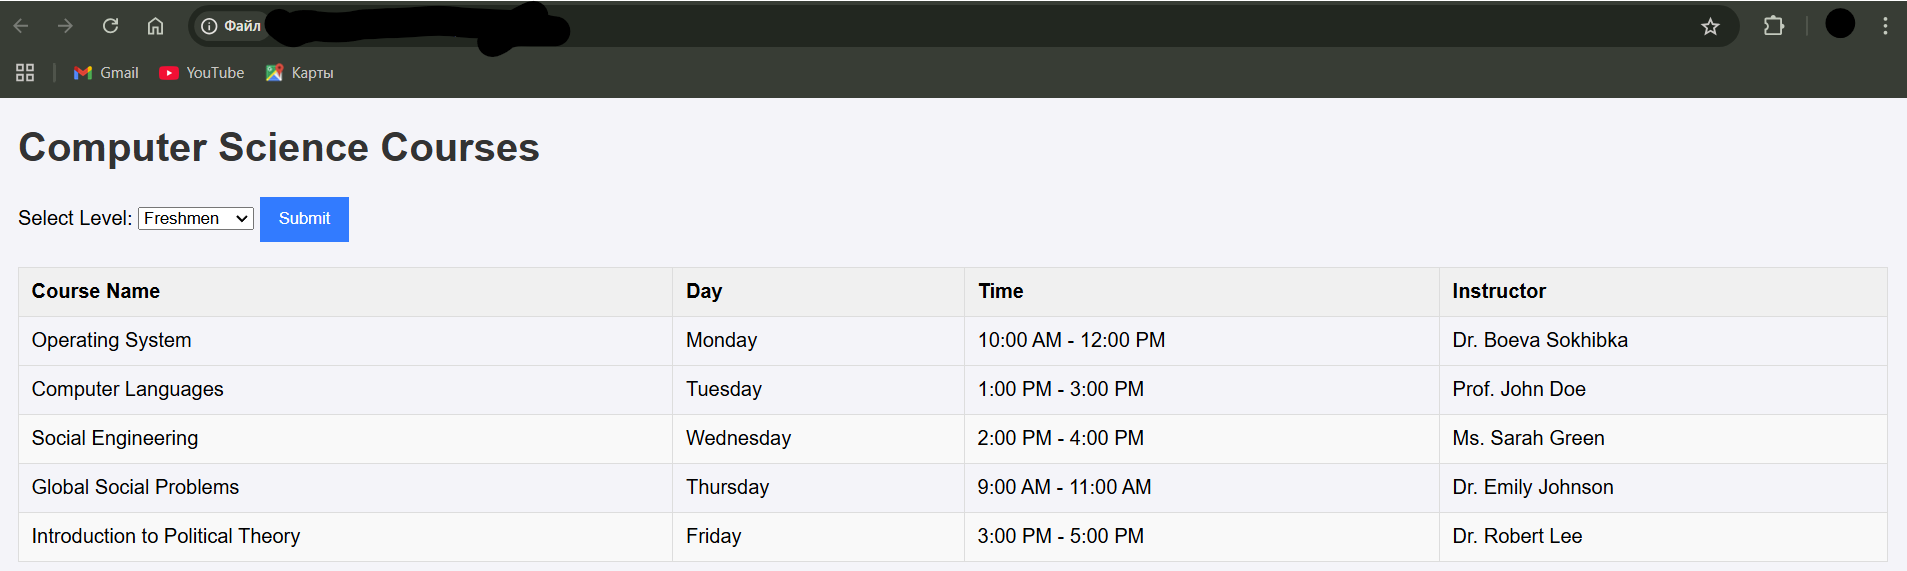 Файл
Gmail YouTube Карты
Computer Science Courses
Select Level: Freshmen Submit
Course Name Day Time Instructor
Operating System Monday 10:00 AM - 12:00 PM Dr. Boeva Sokhibka
Computer Languages Tuesday 1:00 PM - 3:00 PM Prof. John Doe
Social Engineering Wednesday 2:00 PM - 4:00 PM Ms. Sarah Green
Global Social Problems Thursday 9:00 AM - 11:00 AM Dr. Emily Johnson
Introduction to Political Theory Friday 3:00 PM - 5:00 PM Dr. Robert Lee